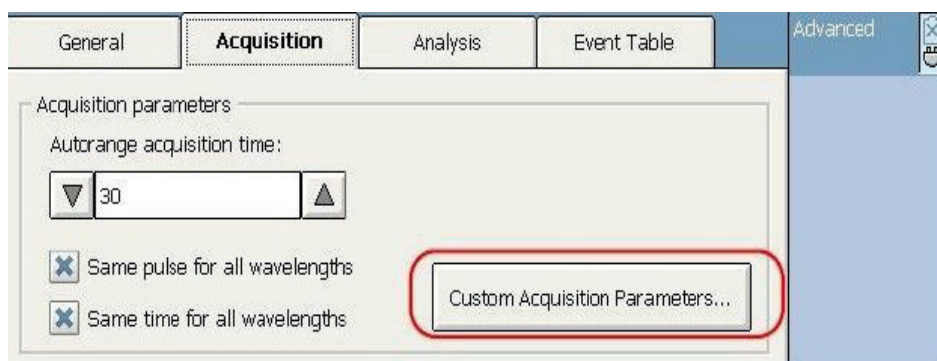 General
Acquisition
Analysis
Event Table
Advanced
Acquisition parameters
Autorange acquisition time:
30
Same pulse for all wavelengths
Same time for all wavelengths
Custom Acquisition Parameters...